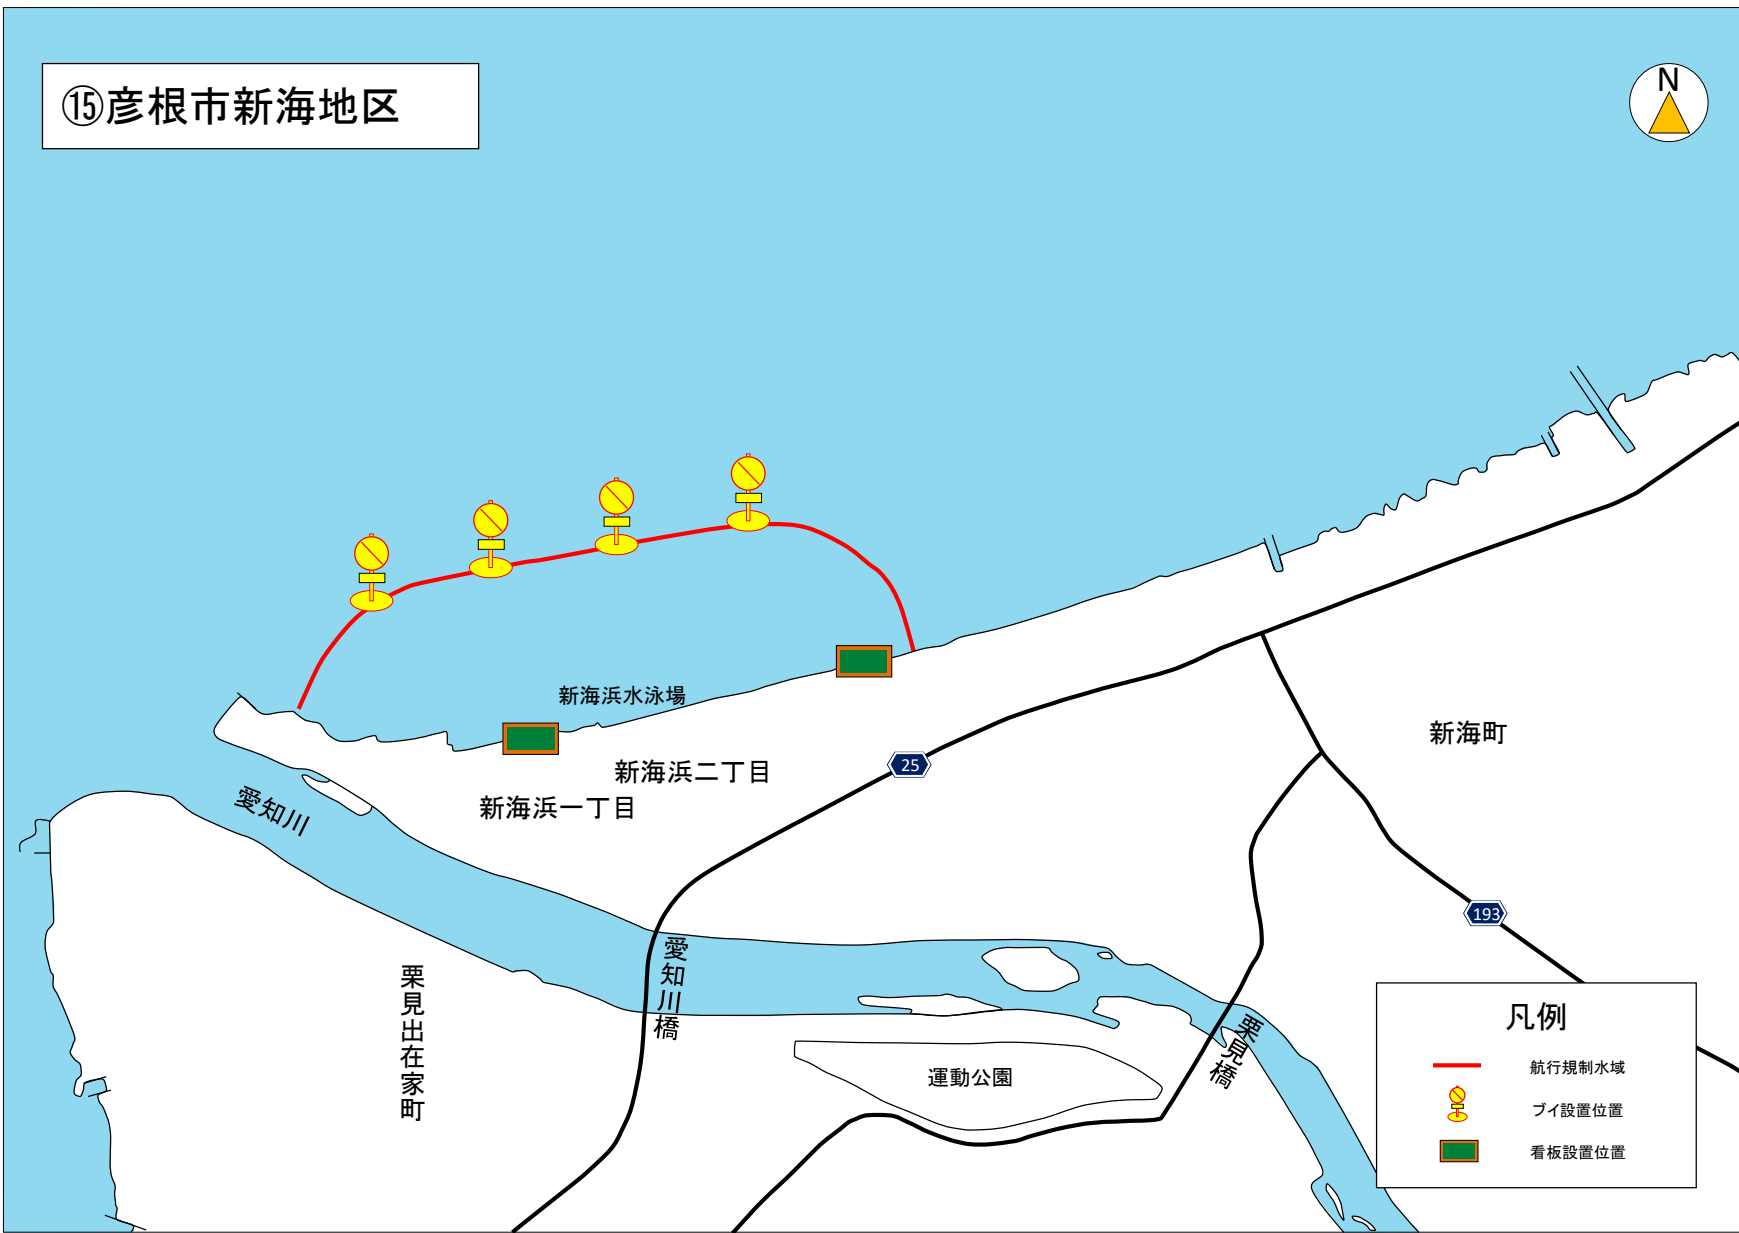 ⑮彦根市新海地区
N
新海浜水泳場
新海浜二丁目
新海浜一丁目
25
新海町
愛知川
193
愛知川橋
栗見出在家町
栗見橋
運動公園
凡例
航行規制水域
ブイ設置位置
看板設置位置